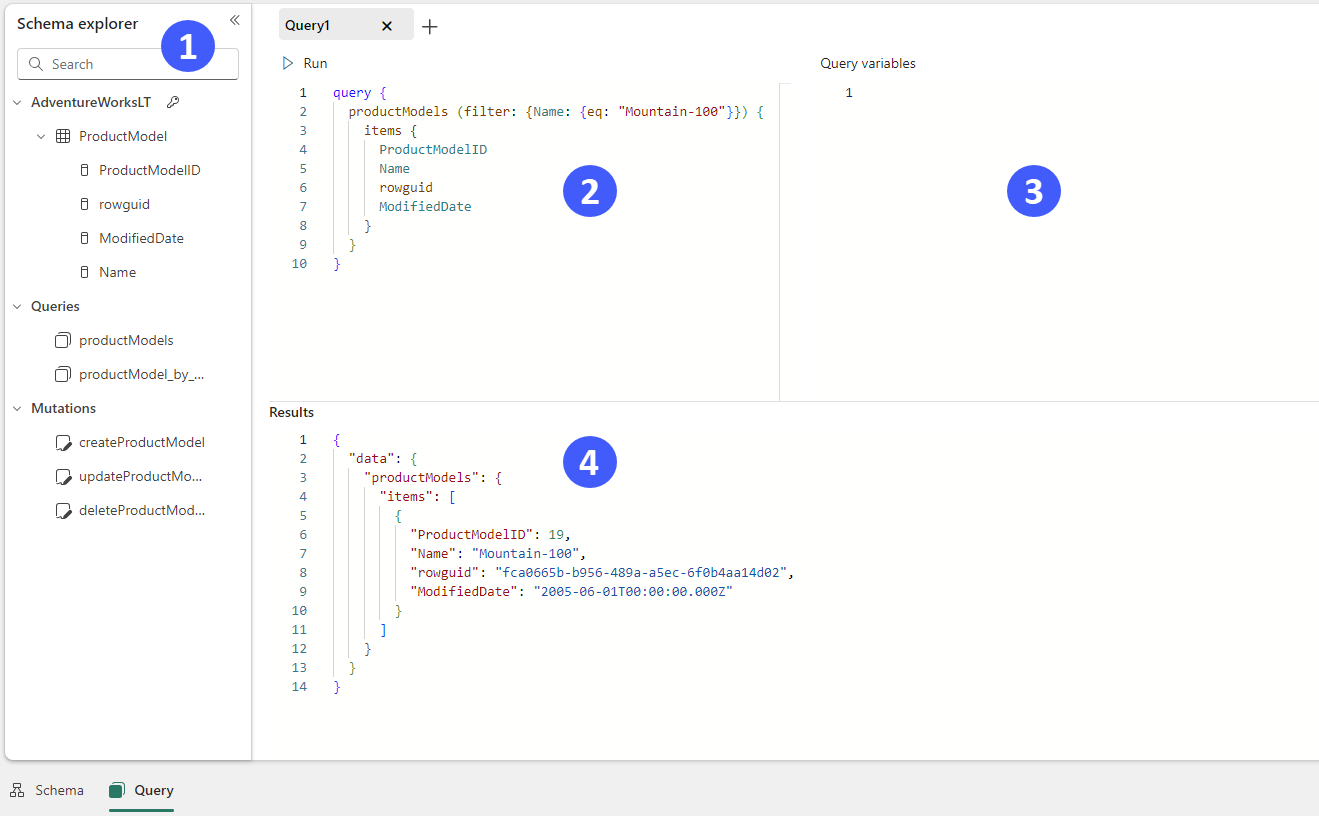 Schema explorer
1
Search
AdventureWorksLT
ProductModel
ProductModelID
rowguid
ModifiedDate
Name
Queries
productModels
productModel_by_...
Mutations
createProductModel
updateProductMo...
deleteProductMod...
Query1
Run
1 query {
2 productModels (filter: {Name: {eq: "Mountain-100"}}) {
3 items {
4 ProductModelID
5 Name
6 rowguid
7 ModifiedDate
8 }
9 }
10 }
2
Query variables
1
3
Results
1 {
2 "data": {
3 "productModels": {
4 "items": [
5 {
6 "ProductModelID": 19,
7 "Name": "Mountain-100",
8 "rowguid": "fca0665b-b956-489a-a5ec-6f0b4aa14d02",
9 "ModifiedDate": "2005-06-01T00:00:00.000Z"
10 }
11 ]
12 }
13 }
14 }
4
Schema
Query